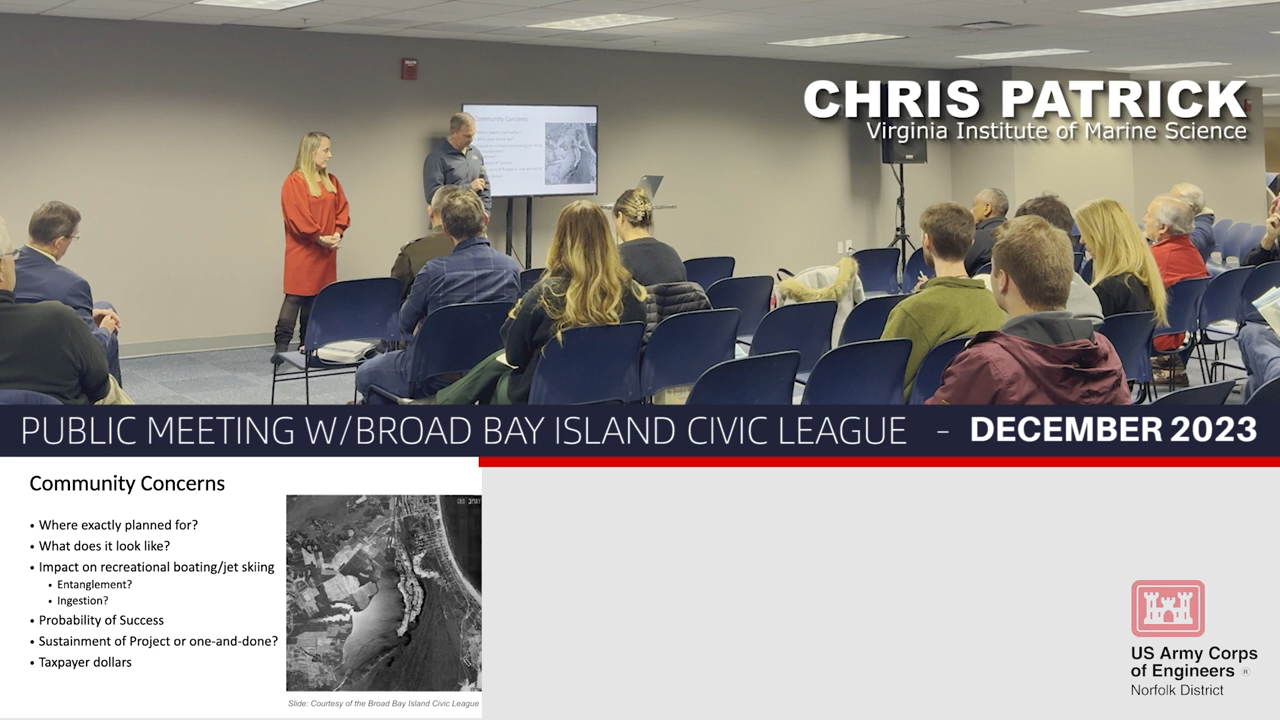 CHRIS PATRICK
Virginia Institute of Marine Science
Community Concerns
PUBLIC MEETING W/BROAD BAY ISLAND CIVIC LEAGUE – DECEMBER 2023
Community Concerns
• Where exactly planned for?
• What does it look like?
• Impact on recreational boating/jet skiing
• Entanglement?
• Ingestion?
• Probability of Success
• Sustainment of Project or one-and-done?
• Taxpayer dollars
Slide: Courtesy of the Broad Bay Island Civic League
US Army Corps
of Engineers ®
Norfolk District